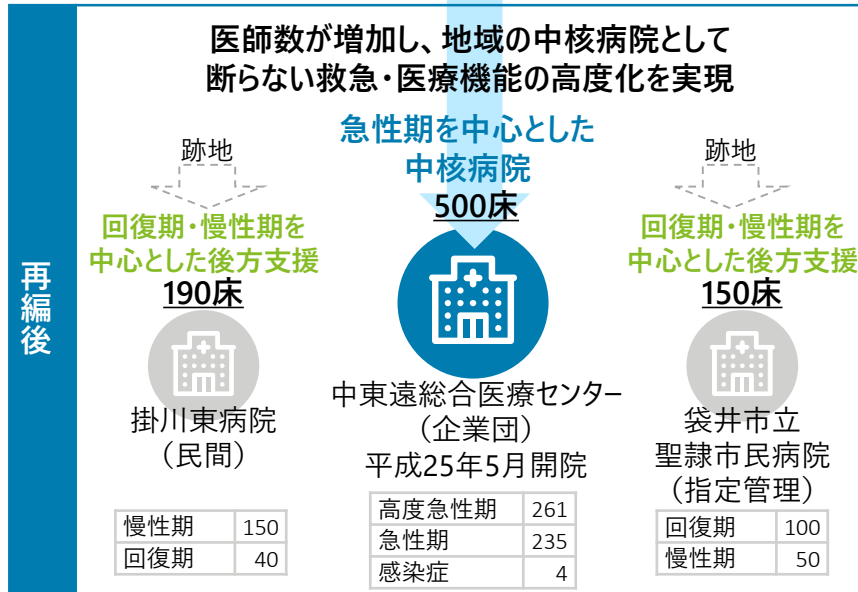 医師数が増加し、地域の中核病院として
断らない救急・医療機能の高度化を実現
再編後
跡地
回復期・慢性期を
中心とした後方支援
190床
掛川東病院
（民間）
慢性期 150
回復期 40
急性期を中心とした
中核病院
500床
中東遠総合医療センター
（企業団）
平成25年5月開院
高度急性期 261
急性期 235
感染症 4
跡地
回復期・慢性期を
中心とした後方支援
150床
袋井市立
聖隷市民病院
（指定管理）
回復期 100
慢性期 50